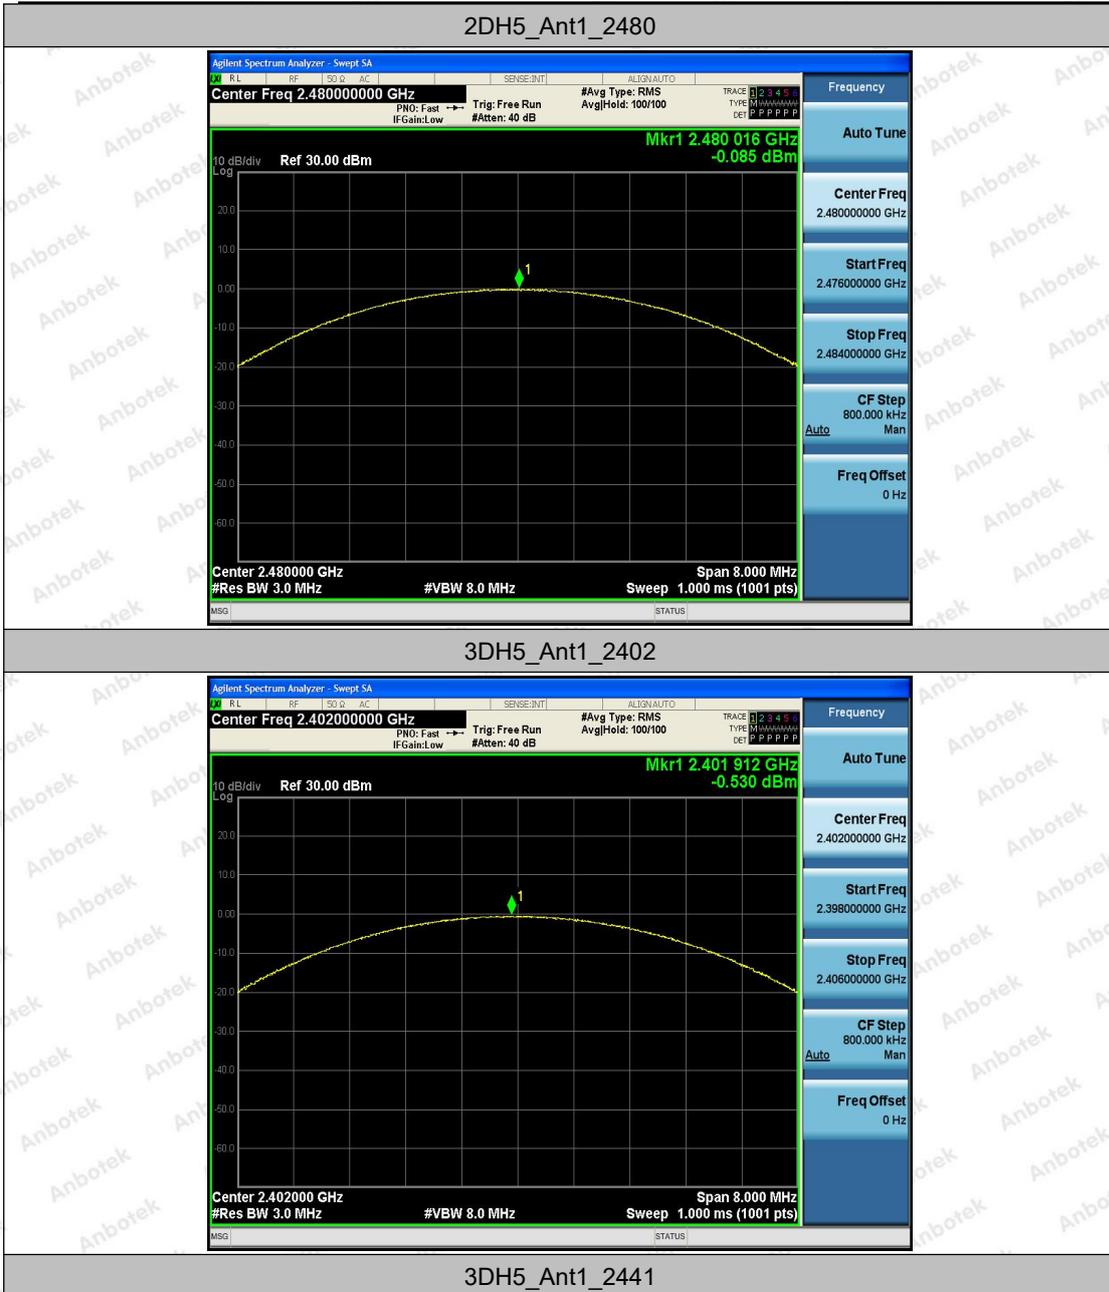 2DH5_Ant1_2480
Agilent Spectrum Analyzer - Swept SA
RL RF 50 Ω AC SENSE:INT ALIGNAUTO
Center Freq 2.480000000 GHz
PNO: Fast
IFGain:Low
Trig: Free Run
#Atten: 40 dB
#Avg Type: RMS
Avg|Hold: 100/100
TRACE 1 2 3 4 5 6
TYPE M W W W W W
DET P P P P P P
Mkr1 2.480 016 GHz
-0.085 dBm
10 dB/div Ref 30.00 dBm
Log
20.0
10.0
1
0.00
-10.0
-20.0
-30.0
-40.0
-50.0
-60.0
Center 2.480000 GHz Span 8.000 MHz
#Res BW 3.0 MHz #VBW 8.0 MHz Sweep 1.000 ms (1001 pts)
MSG STATUS
Frequency
Auto Tune
Center Freq
2.480000000 GHz
Start Freq
2.476000000 GHz
Stop Freq
2.484000000 GHz
CF Step
800.000 kHz
Auto Man
Freq Offset
0 Hz
3DH5_Ant1_2402
Agilent Spectrum Analyzer - Swept SA
RL RF 50 Ω AC SENSE:INT ALIGNAUTO
Center Freq 2.402000000 GHz
PNO: Fast
IFGain:Low
Trig: Free Run
#Atten: 40 dB
#Avg Type: RMS
Avg|Hold: 100/100
TRACE 1 2 3 4 5 6
TYPE M W W W W W
DET P P P P P P
Mkr1 2.401 912 GHz
-0.530 dBm
10 dB/div Ref 30.00 dBm
Log
20.0
10.0
1
0.00
-10.0
-20.0
-30.0
-40.0
-50.0
-60.0
Center 2.402000 GHz Span 8.000 MHz
#Res BW 3.0 MHz #VBW 8.0 MHz Sweep 1.000 ms (1001 pts)
MSG STATUS
Frequency
Auto Tune
Center Freq
2.402000000 GHz
Start Freq
2.398000000 GHz
Stop Freq
2.406000000 GHz
CF Step
800.000 kHz
Auto Man
Freq Offset
0 Hz
3DH5_Ant1_2441
Anbotek